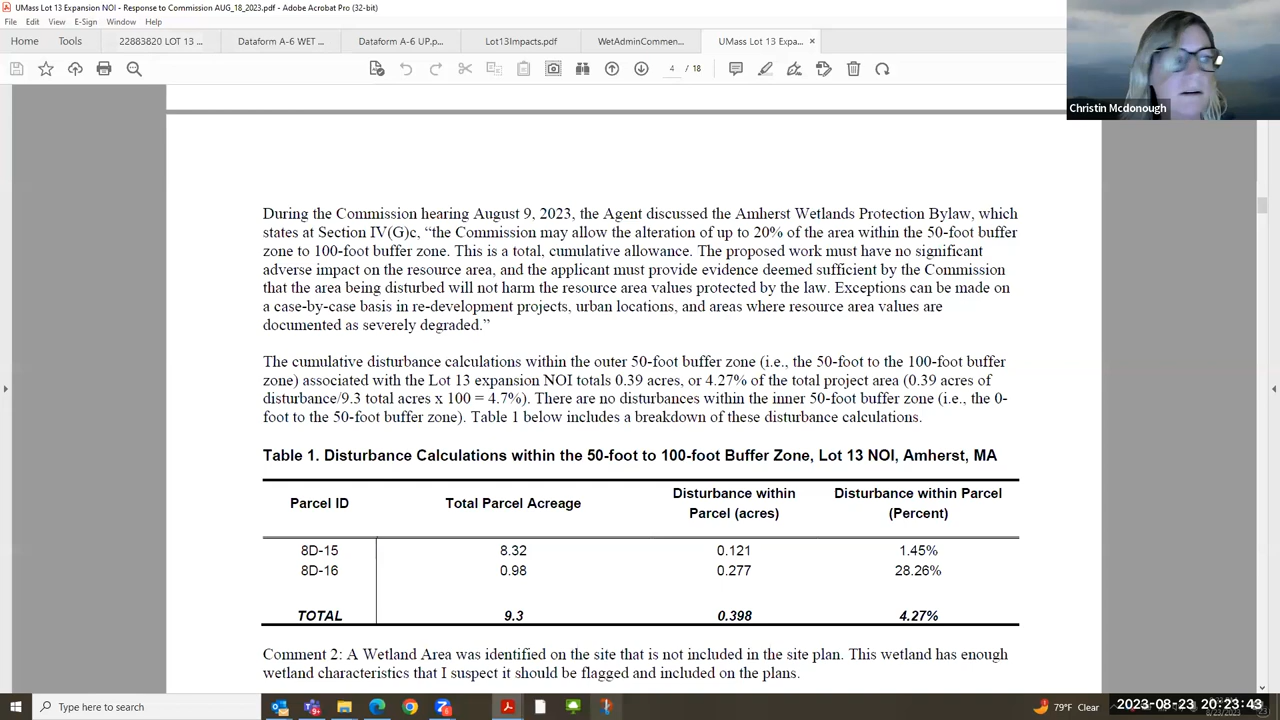 UMass Lot 13 Expansion NOI - Response to Commission AUG_18_2023.pdf - Adobe Acrobat Pro (32-bit)
File Edit View E-Sign Window Help
Home Tools 22883820 LOT 13 ... Dataform A-6 WET ... Dataform A-6 UP.p... Lot13Impacts.pdf WetAdminCommen... UMass Lot 13 Expa... ×
4 / 18
Christin Mcdonough
During the Commission hearing August 9, 2023, the Agent discussed the Amherst Wetlands Protection Bylaw, which
states at Section IV(G)c, “the Commission may allow the alteration of up to 20% of the area within the 50-foot buffer
zone to 100-foot buffer zone. This is a total, cumulative allowance. The proposed work must have no significant
adverse impact on the resource area, and the applicant must provide evidence deemed sufficient by the Commission
that the area being disturbed will not harm the resource area values protected by the law. Exceptions can be made on
a case-by-case basis in re-development projects, urban locations, and areas where resource area values are
documented as severely degraded.”
The cumulative disturbance calculations within the outer 50-foot buffer zone (i.e., the 50-foot to the 100-foot buffer
zone) associated with the Lot 13 expansion NOI totals 0.39 acres, or 4.27% of the total project area (0.39 acres of
disturbance/9.3 total acres x 100 = 4.7%). There are no disturbances within the inner 50-foot buffer zone (i.e., the 0-
foot to the 50-foot buffer zone). Table 1 below includes a breakdown of these disturbance calculations.
Table 1. Disturbance Calculations within the 50-foot to 100-foot Buffer Zone, Lot 13 NOI, Amherst, MA
Parcel ID Total Parcel Acreage Disturbance within Parcel (acres) Disturbance within Parcel (Percent)
8D-15 8.32 0.121 1.45%
8D-16 0.98 0.277 28.26%
TOTAL 9.3 0.398 4.27%
Comment 2: A Wetland Area was identified on the site that is not included in the site plan. This wetland has enough
wetland characteristics that I suspect it should be flagged and included on the plans.
Type here to search
79°F Clear
2023-08-23 20:23:43